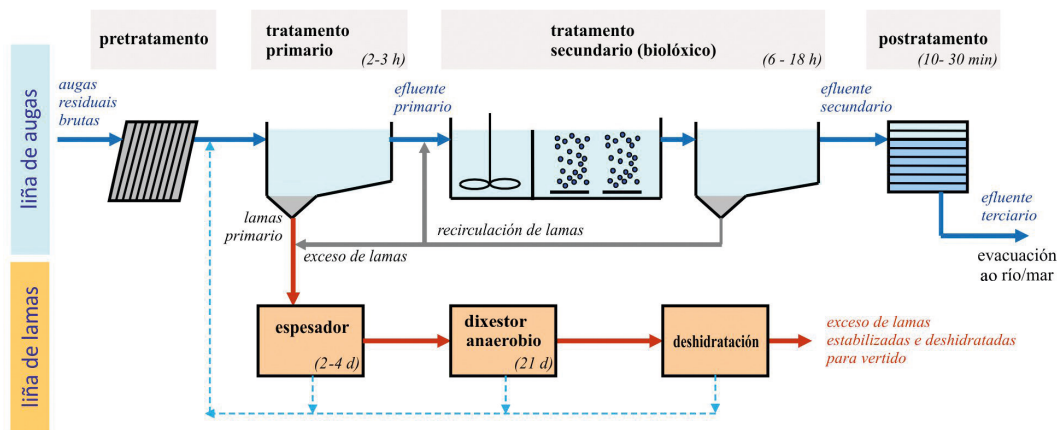 pretratamento
tratamento
primario
(2-3 h)
tratamento
secundario (biolóxico)
(6 - 18 h)
postratamento
(10- 30 min)
liña de augas
augas
residuais
brutas
efluente
primario
efluente
secundario
lamas
primario
recirculación de lamas
exceso de lamas
efluente
terciario
evacuación
ao río/mar
liña de lamas
espesador
(2-4 d)
dixestor
anaerobio
(21 d)
deshidratación
exceso de lamas
estabilizadas e deshidratadas
para vertido